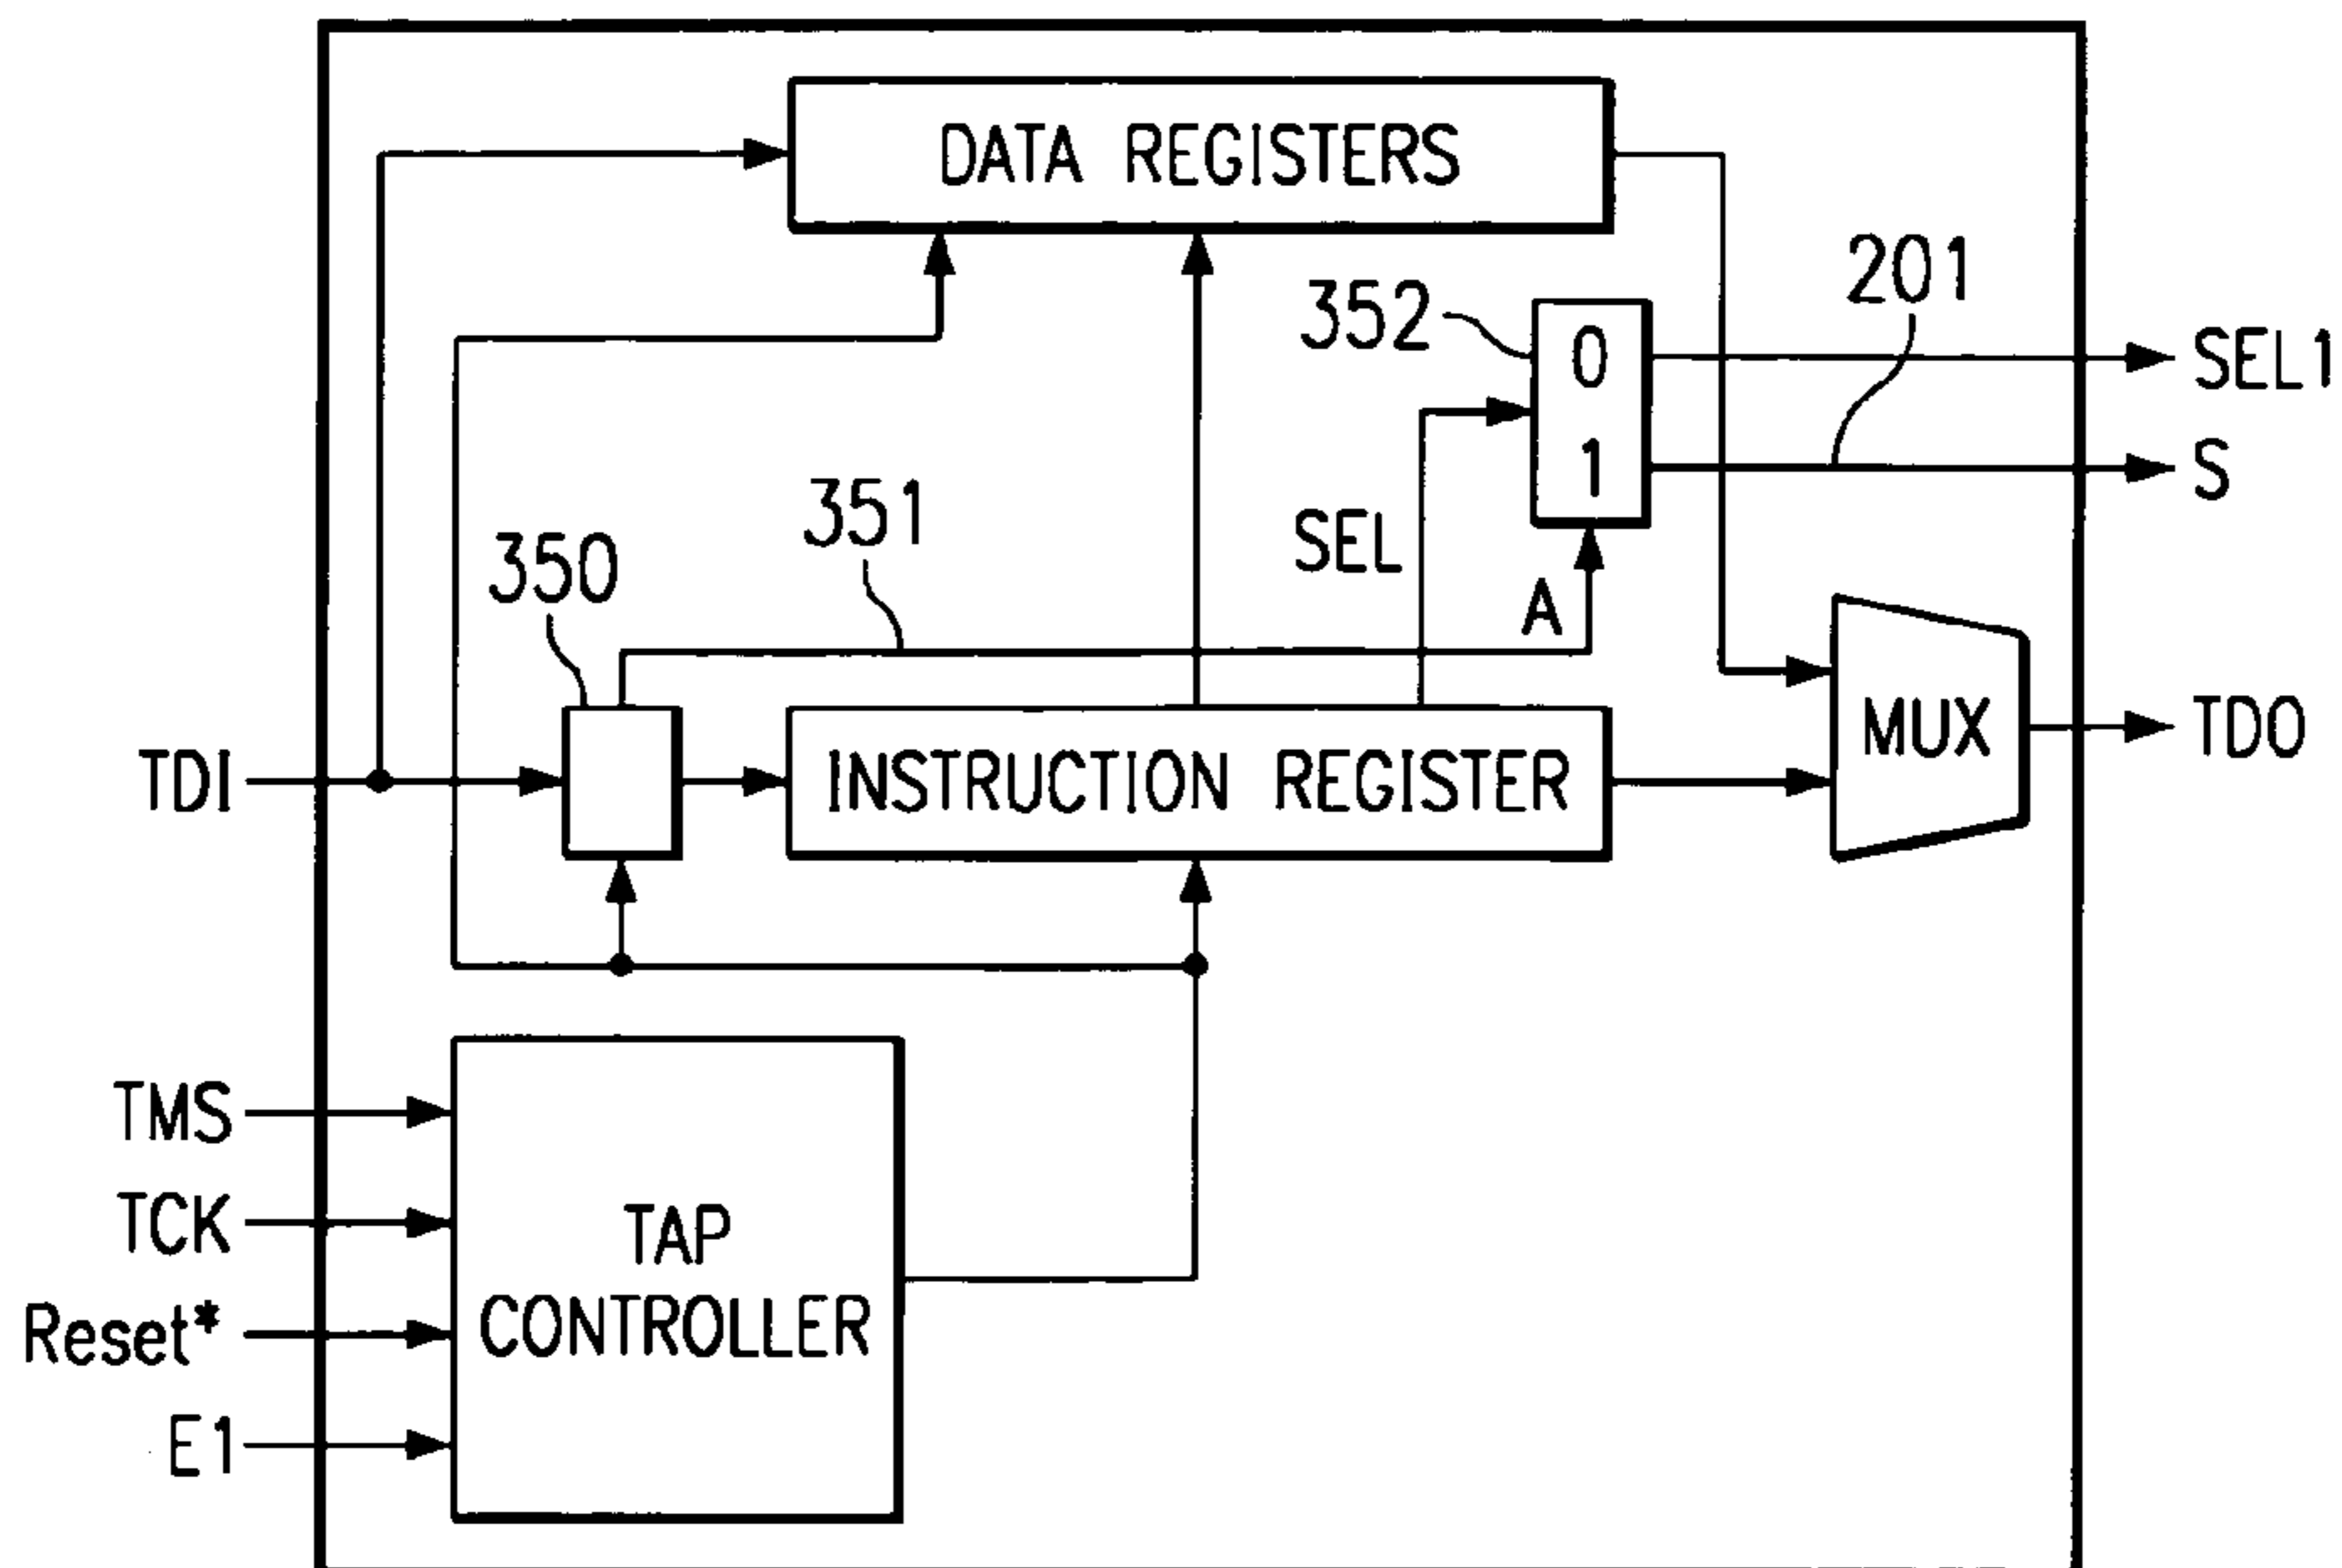 DATA REGISTERS
201
352
0
SEL1
1
S
351
SEL
350
A
MUX
TDO
TDI
INSTRUCTION REGISTER
TMS
TCK
TAP
CONTROLLER
Reset*
E1